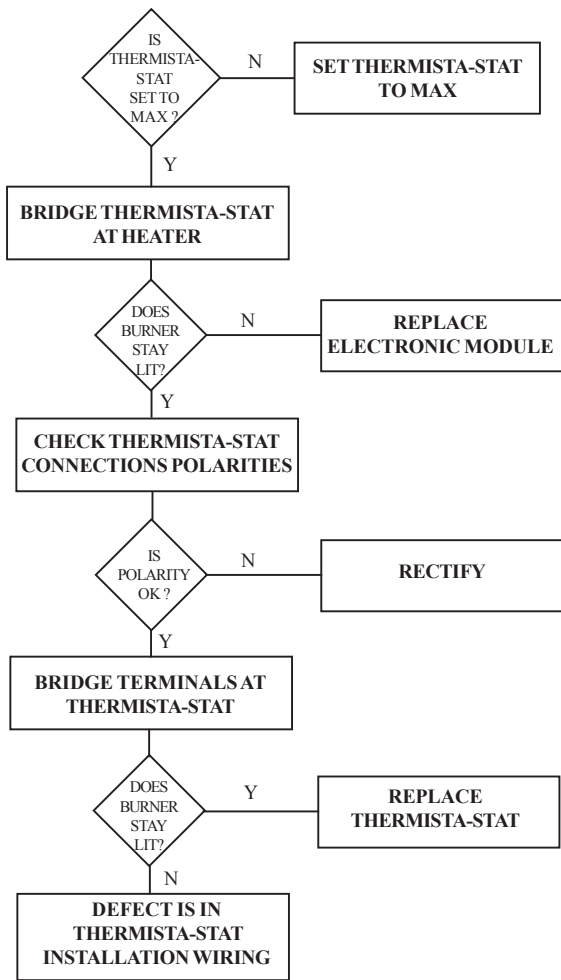 IS
THERMISTA-
STAT
SET TO
MAX ?
N
SET THERMISTA-STAT
TO MAX
Y
BRIDGE THERMISTA-STAT
AT HEATER
DOES
BURNER
STAY
LIT?
N
REPLACE
ELECTRONIC MODULE
Y
CHECK THERMISTA-STAT
CONNECTIONS POLARITIES
IS
POLARITY
OK ?
N
RECTIFY
Y
BRIDGE TERMINALS AT
THERMISTA-STAT
DOES
BURNER
STAY
LIT?
Y
REPLACE
THERMISTA-STAT
N
DEFECT IS IN
THERMISTA-STAT
INSTALLATION WIRING